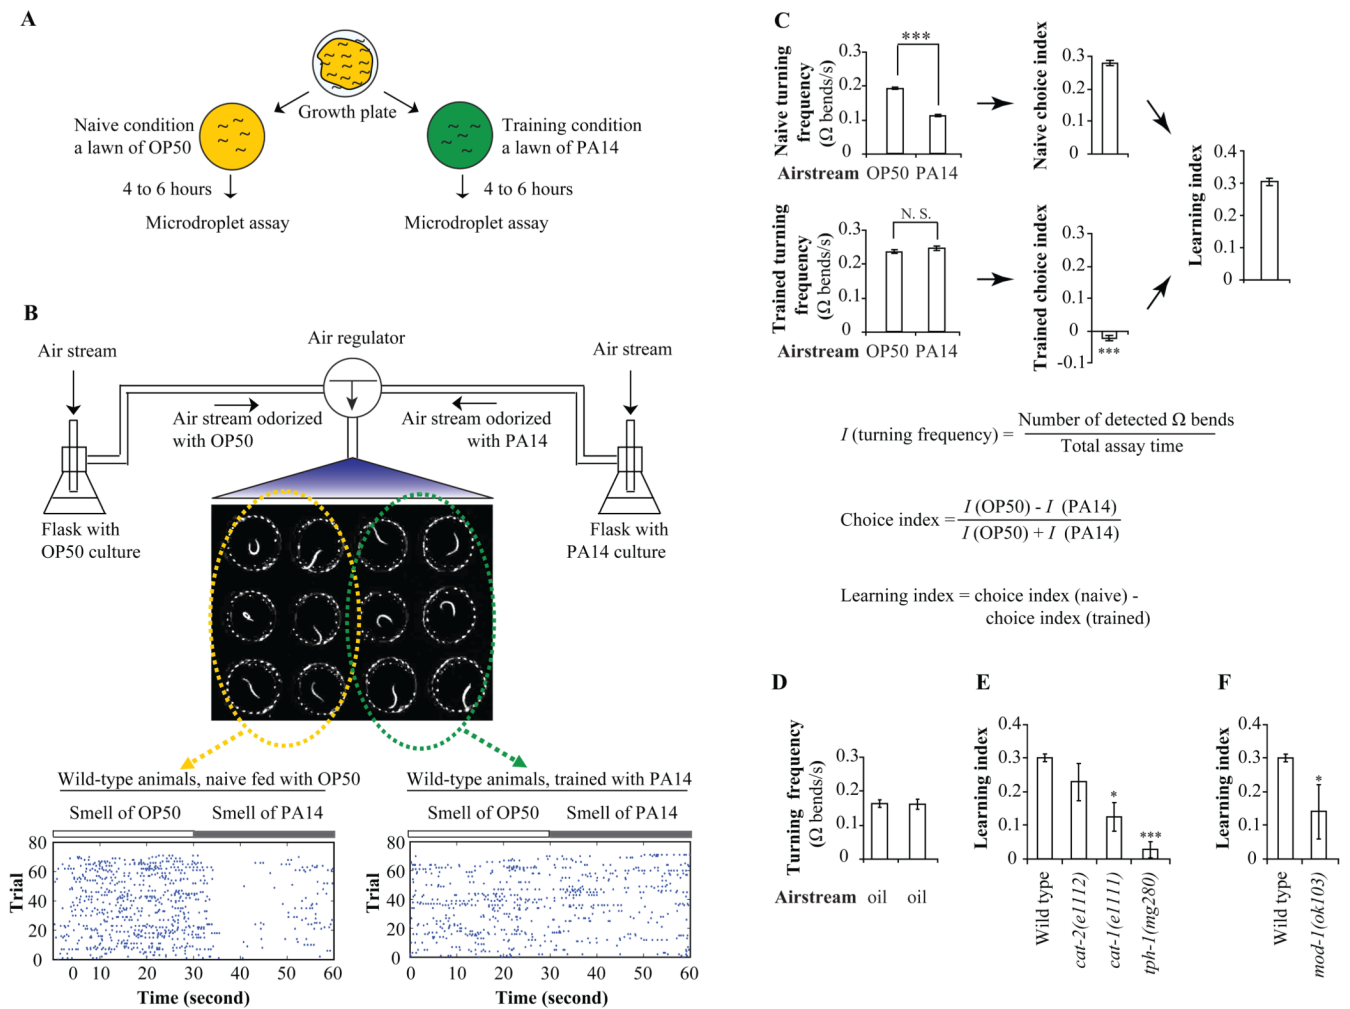 A
Growth plate
Naive condition
a lawn of OP50
Training condition
a lawn of PA14
4 to 6 hours
4 to 6 hours
Microdroplet assay
Microdroplet assay
B
Air stream
Air regulator
Air stream
Air stream odorized
with OP50
Air stream odorized
with PA14
Flask with
OP50 culture
Flask with
PA14 culture
Wild-type animals, naive fed with OP50
Smell of OP50
Smell of PA14
Trial
80
60
40
20
0
0 10 20 30 40 50 60
Time (second)
Wild-type animals, trained with PA14
Smell of OP50
Smell of PA14
Trial
80
60
40
20
0
0 10 20 30 40 50 60
Time (second)
C
Naive turning
frequency
(Ω bends/s)
0.3
0.2
0.1
0
***
Airstream OP50 PA14
Naive choice index
0.3
0.2
0.1
0
Trained turning
frequency
(Ω bends/s)
0.3
0.2
0.1
0
N. S.
Airstream OP50 PA14
Trained choice index
0.3
0.2
0.1
0
-0.1
***
Learning index
0.4
0.3
0.2
0.1
0
I (turning frequency) =
Number of detected Ω bends
Total assay time
Choice index =
I (OP50) - I (PA14)
I (OP50) + I (PA14)
Learning index = choice index (naive) -
choice index (trained)
D
Turning frequency
(Ω bends/s)
0.3
0.2
0.1
0
Airstream oil oil
E
Learning index
0.4
0.3
0.2
0.1
0
*
***
Wild type
cat-2(e1112)
cat-1(e1111)
tph-1(mg280)
F
Learning index
0.4
0.3
0.2
0.1
0
*
Wild type
mod-1(ok103)